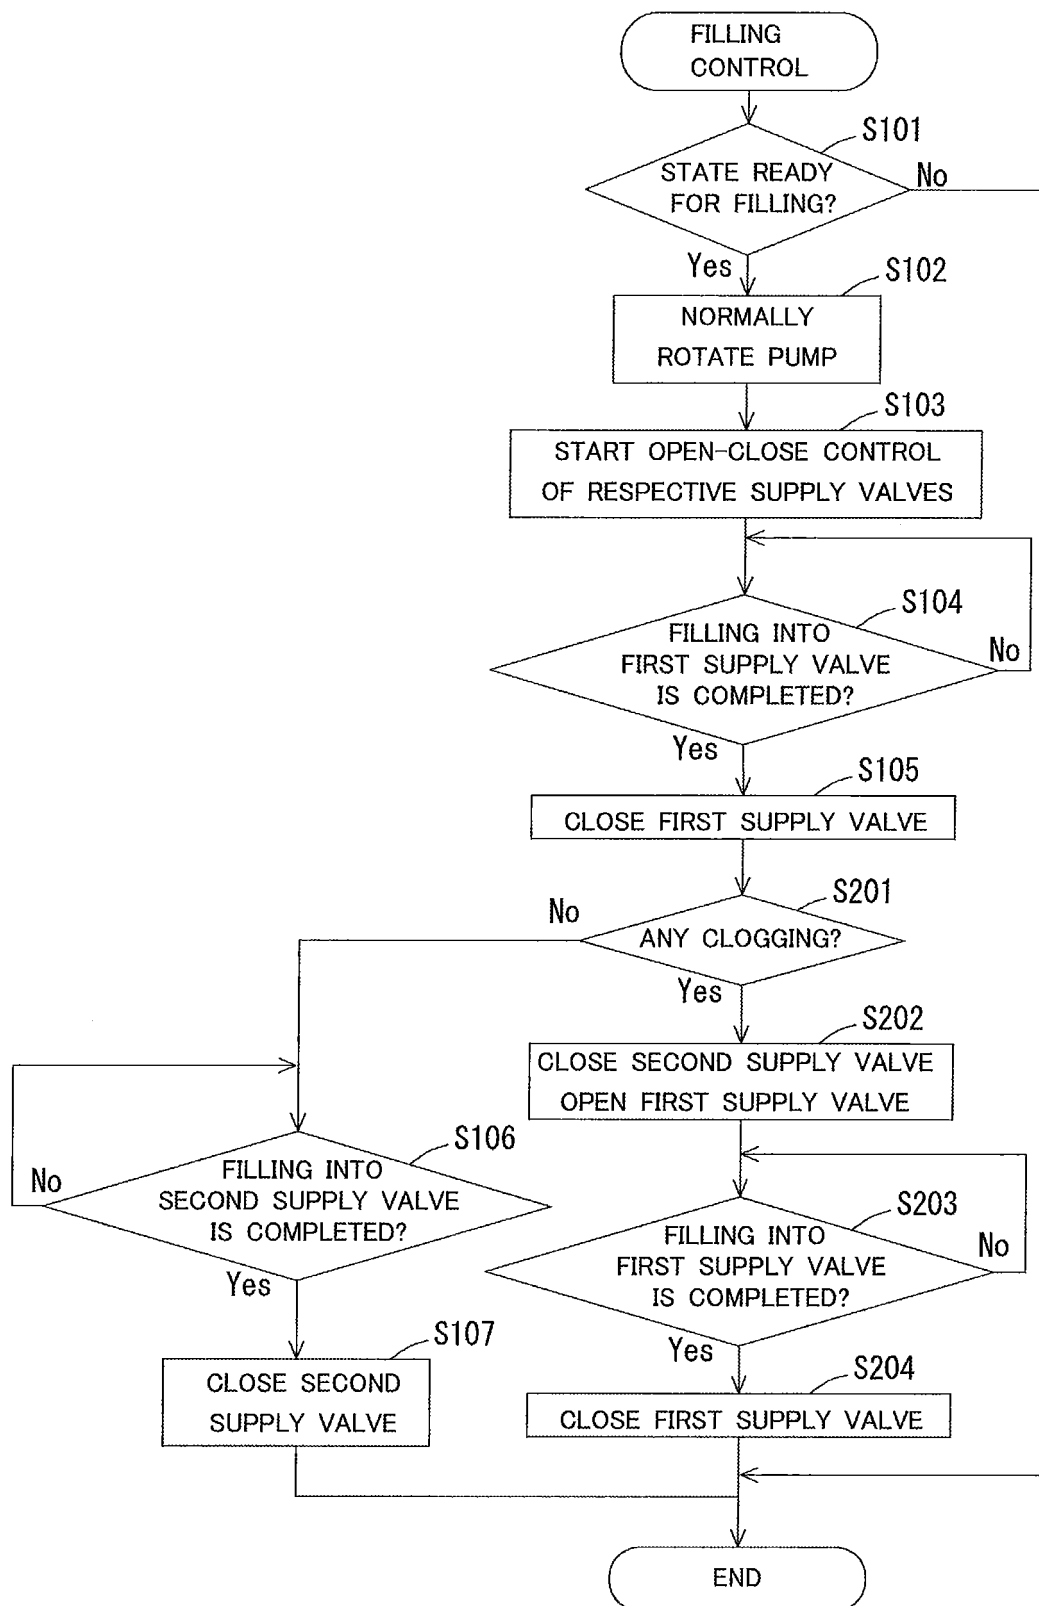 FILLING
CONTROL
S101
STATE READY
FOR FILLING?
No
Yes
S102
NORMALLY
ROTATE PUMP
S103
START OPEN-CLOSE CONTROL
OF RESPECTIVE SUPPLY VALVES
S104
FILLING INTO
FIRST SUPPLY VALVE
IS COMPLETED?
No
Yes
S105
CLOSE FIRST SUPPLY VALVE
S201
No
ANY CLOGGING?
Yes
S202
CLOSE SECOND SUPPLY VALVE
OPEN FIRST SUPPLY VALVE
S106
No
FILLING INTO
SECOND SUPPLY VALVE
IS COMPLETED?
Yes
S203
FILLING INTO
FIRST SUPPLY VALVE
IS COMPLETED?
No
Yes
S107
CLOSE SECOND
SUPPLY VALVE
S204
CLOSE FIRST SUPPLY VALVE
END